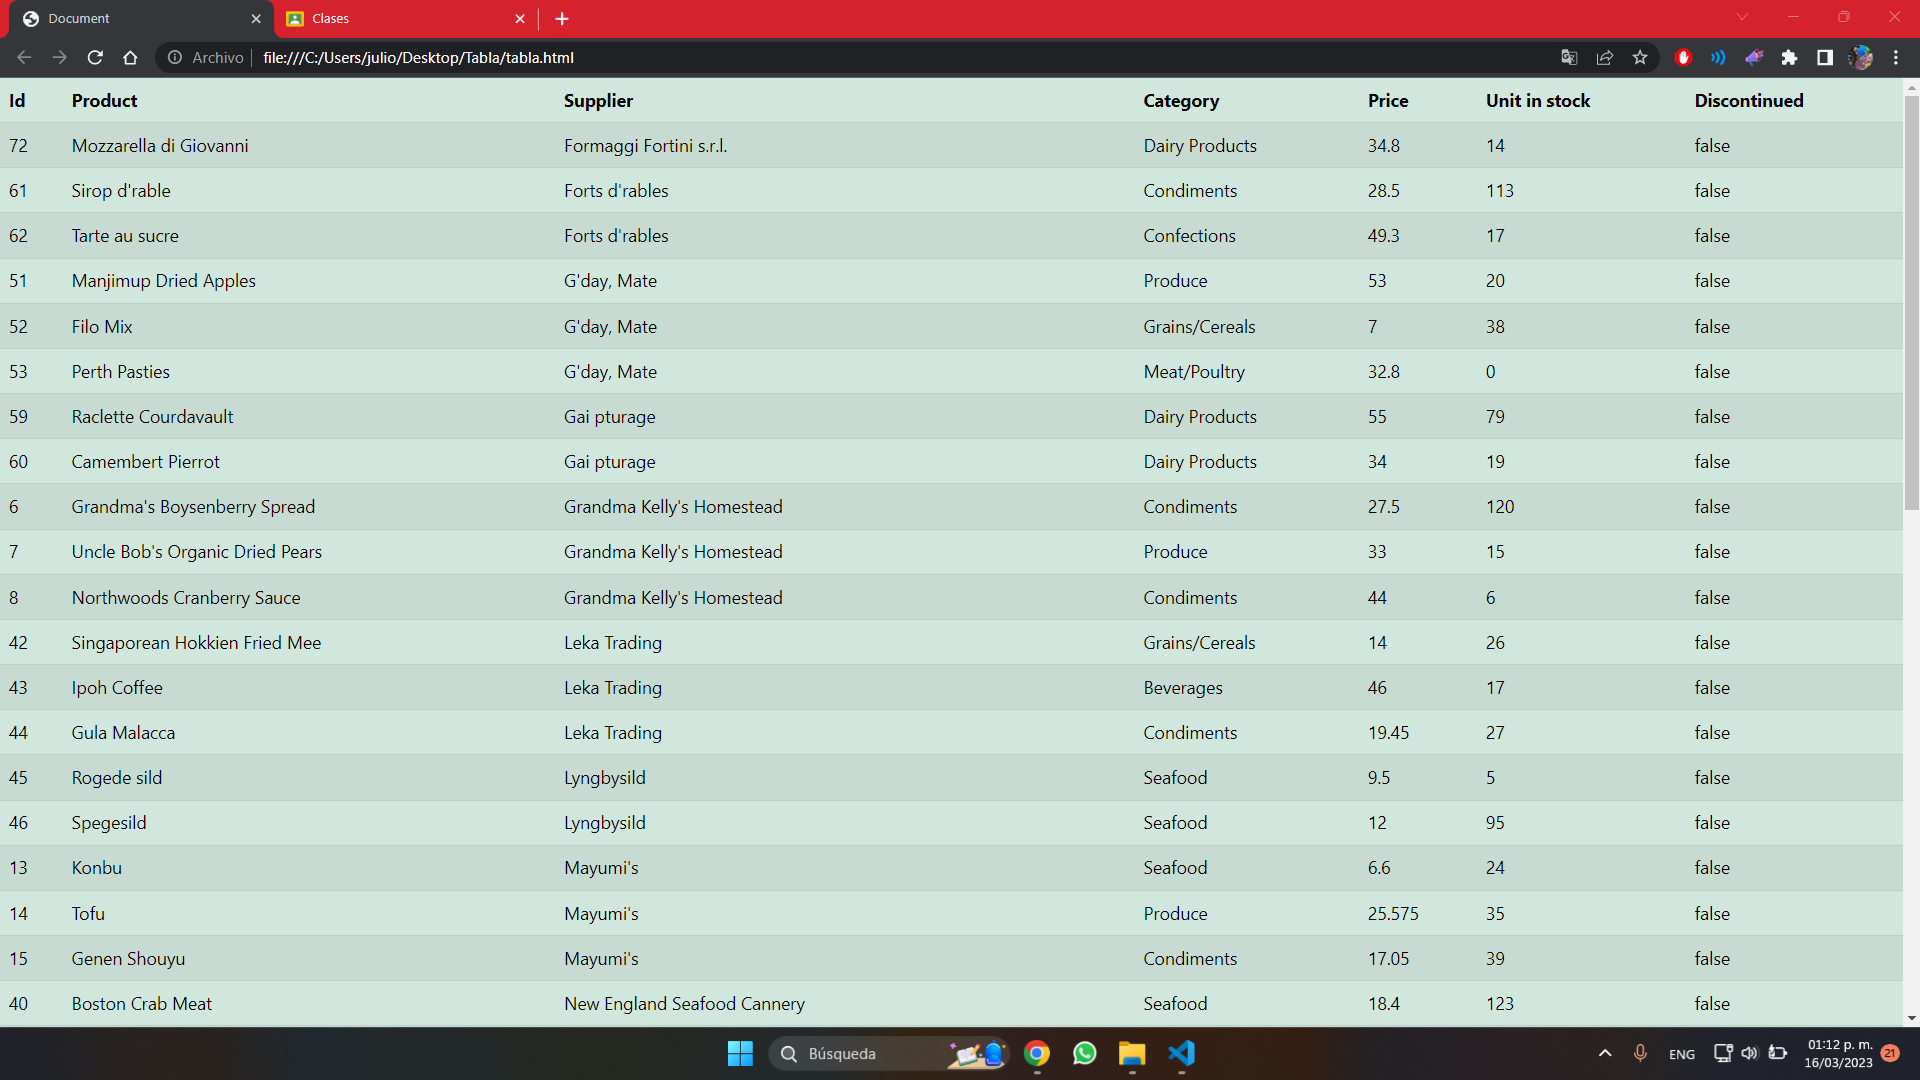 Document
Clases
Archivo file:///C:/Users/julio/Desktop/Tabla/tabla.html
Id Product Supplier Category Price Unit in stock Discontinued
72 Mozzarella di Giovanni Formaggi Fortini s.r.l. Dairy Products 34.8 14 false
61 Sirop d'rable Forts d'rables Condiments 28.5 113 false
62 Tarte au sucre Forts d'rables Confections 49.3 17 false
51 Manjimup Dried Apples G'day, Mate Produce 53 20 false
52 Filo Mix G'day, Mate Grains/Cereals 7 38 false
53 Perth Pasties G'day, Mate Meat/Poultry 32.8 0 false
59 Raclette Courdavault Gai pturage Dairy Products 55 79 false
60 Camembert Pierrot Gai pturage Dairy Products 34 19 false
6 Grandma's Boysenberry Spread Grandma Kelly's Homestead Condiments 27.5 120 false
7 Uncle Bob's Organic Dried Pears Grandma Kelly's Homestead Produce 33 15 false
8 Northwoods Cranberry Sauce Grandma Kelly's Homestead Condiments 44 6 false
42 Singaporean Hokkien Fried Mee Leka Trading Grains/Cereals 14 26 false
43 Ipoh Coffee Leka Trading Beverages 46 17 false
44 Gula Malacca Leka Trading Condiments 19.45 27 false
45 Rogede sild Lyngbysild Seafood 9.5 5 false
46 Spegesild Lyngbysild Seafood 12 95 false
13 Konbu Mayumi's Seafood 6.6 24 false
14 Tofu Mayumi's Produce 25.575 35 false
15 Genen Shouyu Mayumi's Condiments 17.05 39 false
40 Boston Crab Meat New England Seafood Cannery Seafood 18.4 123 false
Búsqueda
ENG
01:12 p. m.
16/03/2023
21